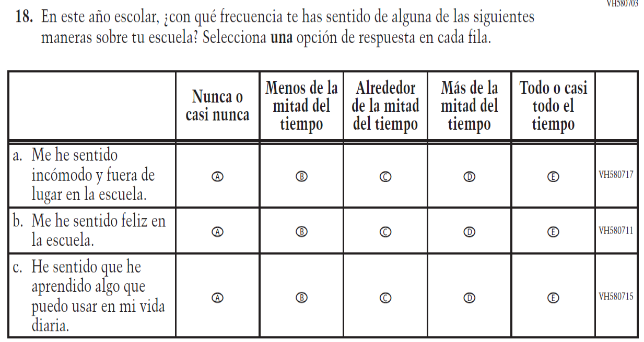 VH580703
18. En este año escolar, ¿con qué frecuencia te has sentido de alguna de las siguientes
maneras sobre tu escuela? Selecciona una opción de respuesta en cada fila.
Nunca o
casi nunca
Menos de la
mitad del
tiempo
Alrededor
de la mitad
del tiempo
Más de la
mitad del
tiempo
Todo o casi
todo el
tiempo
a. Me he sentido
incómodo y fuera de
lugar en la escuela.
A B C D E VH580717
b. Me he sentido feliz en
la escuela.
A B C D E VH580711
c. He sentido que he
aprendido algo que
puedo usar en mi vida
diaria.
A B C D E VH580715